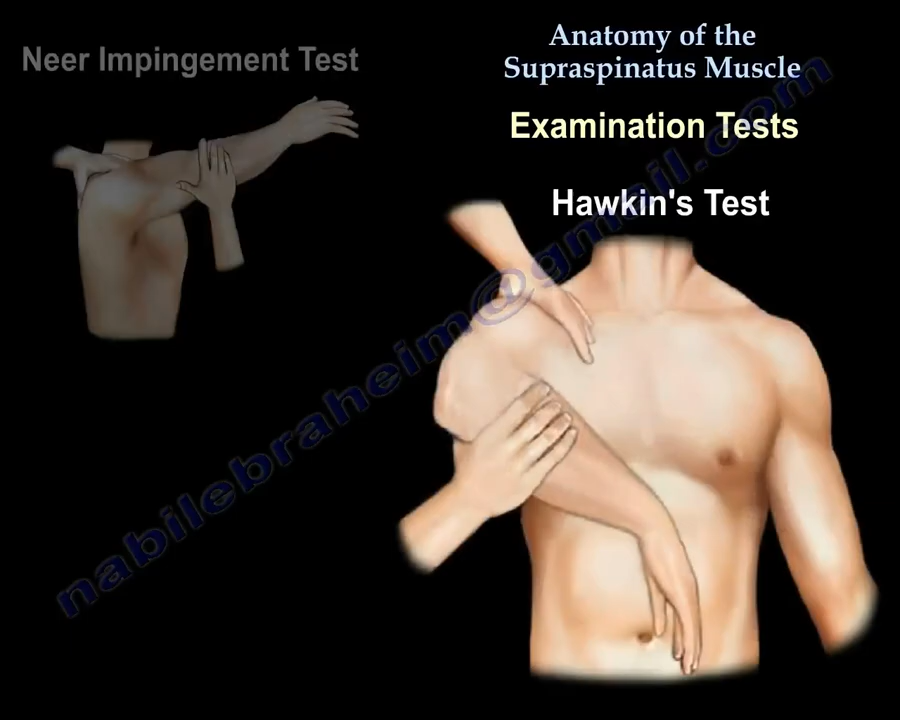 Neer Impingement Test
Anatomy of the
Supraspinatus Muscle
Examination Tests
Hawkin's Test
nabilebraheim@gmail.com